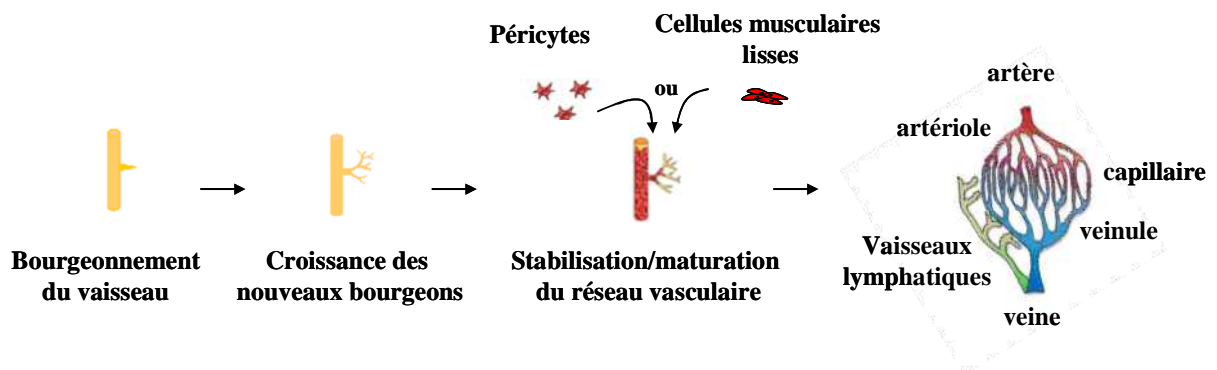 Péricytes
Cellules musculaires
lisses
ou
Bourgeonnement
du vaisseau
Croissance des
nouveaux bourgeons
Stabilisation/maturation
du réseau vasculaire
artère
artériole
capillaire
veinule
Vaisseaux
lymphatiques
veine